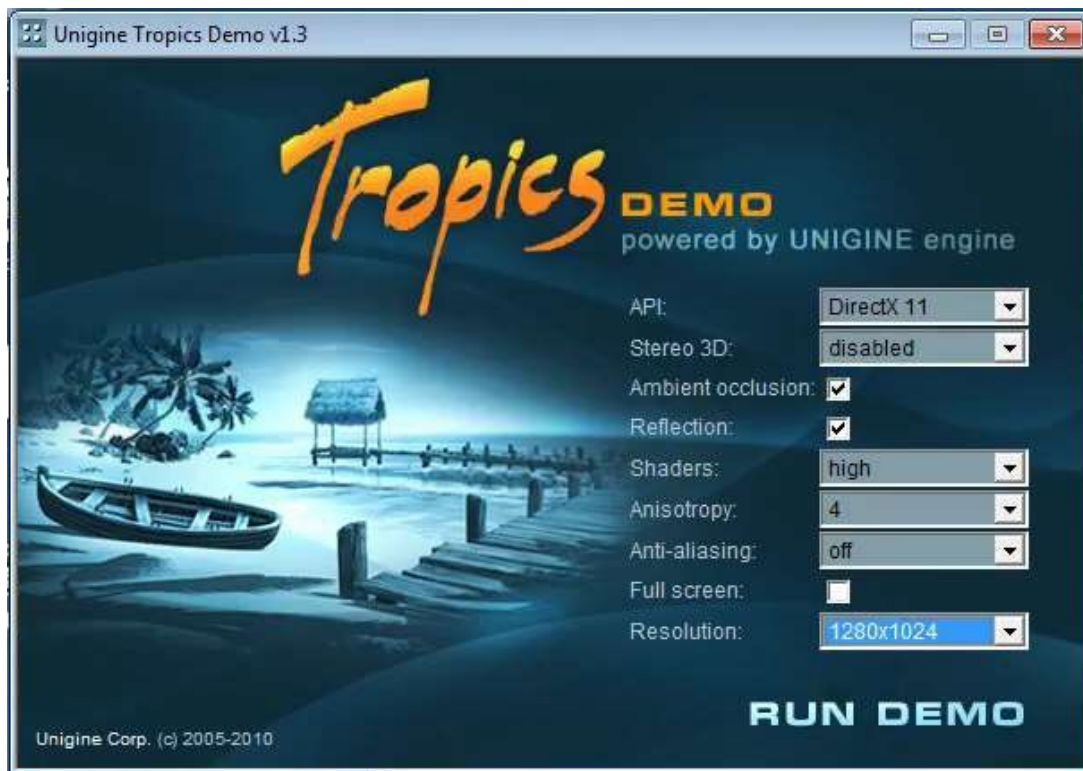 Unigine Tropics Demo v1.3
Tropics DEMO
powered by UNIGINE engine
API: DirectX 11
Stereo 3D: disabled
Ambient occlusion:
Reflection:
Shaders: high
Anisotropy: 4
Anti-aliasing: off
Full screen:
Resolution: 1280x1024
RUN DEMO
Unigine Corp. (c) 2005-2010